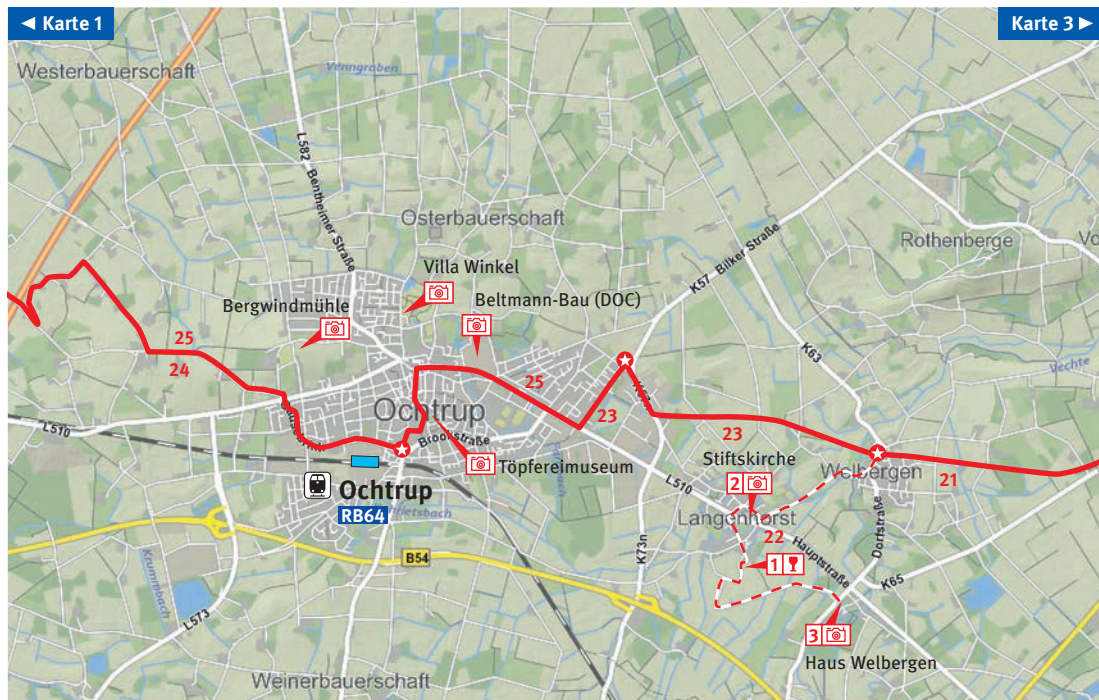 ◄ Karte 1
Karte 3 ►
Westerbauerschaft
Venngraben
L582 Bentheimer Straße
Osterbauerschaft
K57 Bilker Straße
Rothenberge
Villa Winkel
Bergwindmühle
Beltmann-Bau (DOC)
K63
Vechte
25
24
25
23
23
L510
Ochtrup
Brookstraße
Töpfereimuseum
Stiftskirche
2
Welbergen
21
L510
Ochtrup
RB64
Langenhorst
22
Hauptstraße
Dorfstraße
B54
K73n
1
K65
Krummbach
L573
3
Haus Welbergen
Weinerbauerschaft